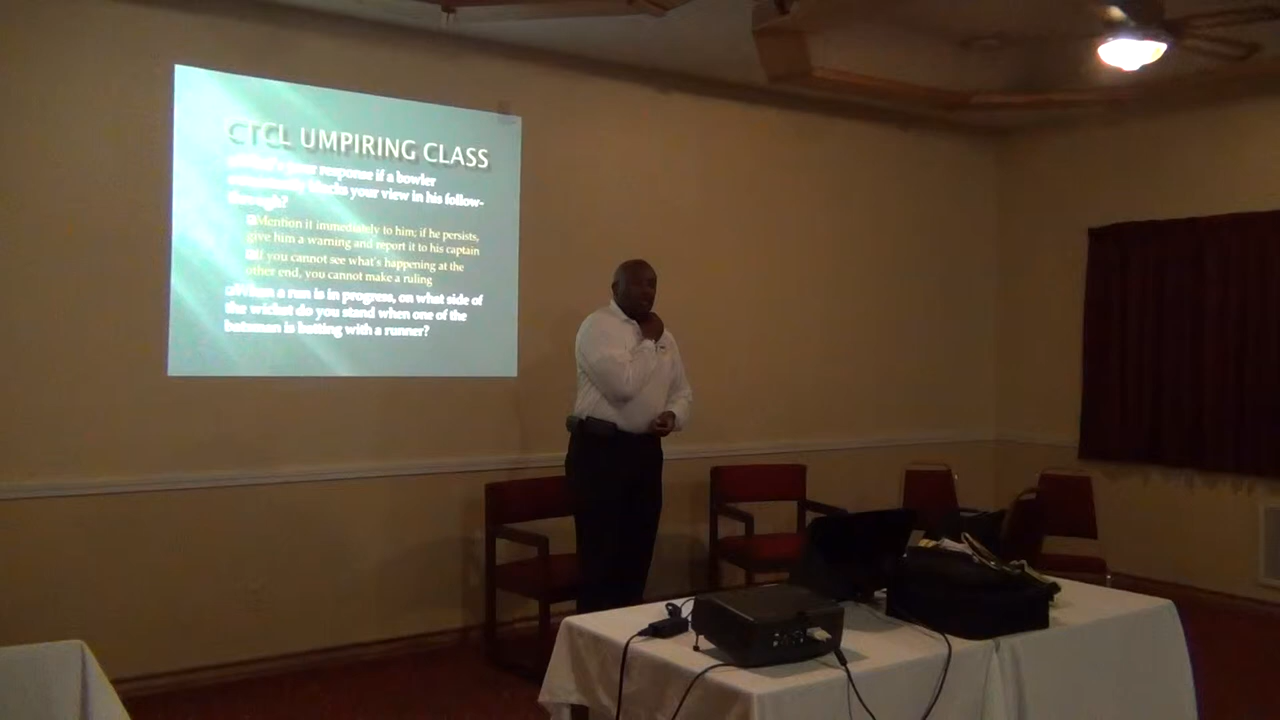 CTCL UMPIRING CLASS
your response if a bowler
blocks your view in his follow-
through?
Mention it immediately to him; if he persists,
give him a warning and report it to his captain
If you cannot see what's happening at the
other end, you cannot make a ruling
When a run is in progress, on what side of
the wicket do you stand when one of the
batsman is batting with a runner?